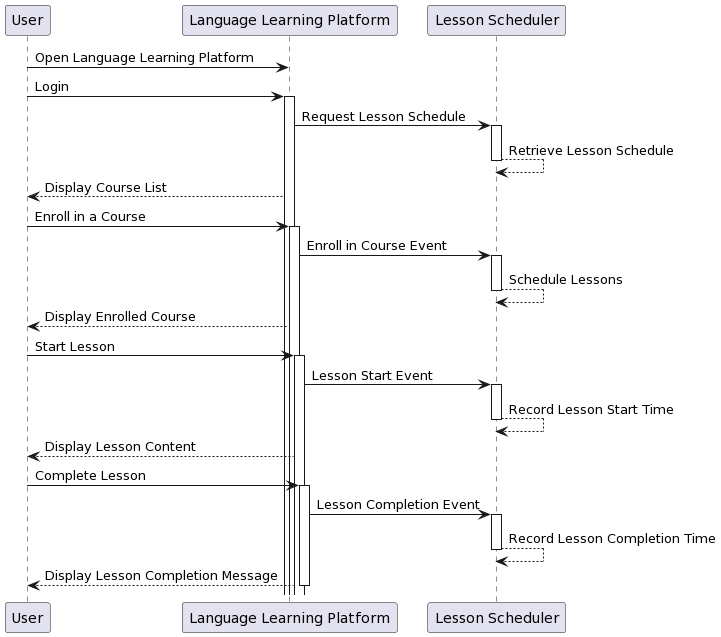 User
Language Learning Platform
Lesson Scheduler
Open Language Learning Platform
Login
Request Lesson Schedule
Retrieve Lesson Schedule
Display Course List
Enroll in a Course
Enroll in Course Event
Schedule Lessons
Display Enrolled Course
Start Lesson
Lesson Start Event
Record Lesson Start Time
Display Lesson Content
Complete Lesson
Lesson Completion Event
Record Lesson Completion Time
Display Lesson Completion Message
User
Language Learning Platform
Lesson Scheduler